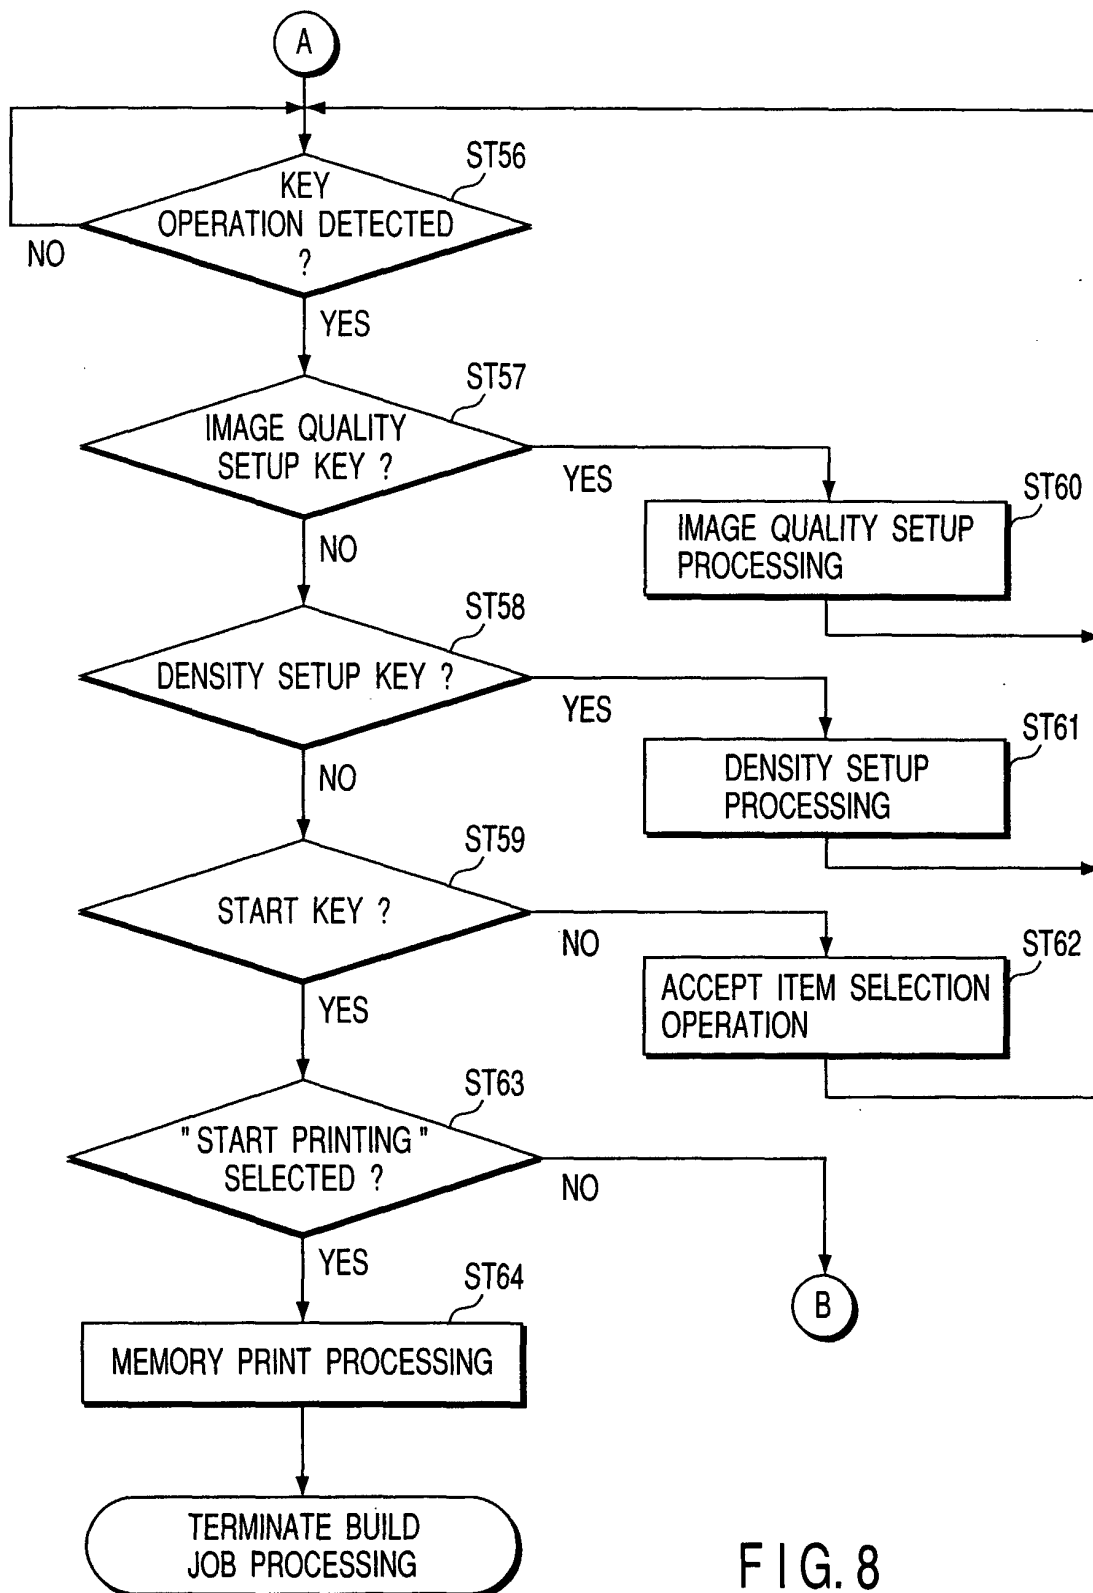 A
ST56
KEY
OPERATION DETECTED
?
NO
YES
ST57
IMAGE QUALITY
SETUP KEY ?
YES
ST60
IMAGE QUALITY SETUP
PROCESSING
NO
ST58
DENSITY SETUP KEY ?
YES
ST61
DENSITY SETUP
PROCESSING
NO
ST59
START KEY ?
NO
ST62
ACCEPT ITEM SELECTION
OPERATION
YES
ST63
"START PRINTING"
SELECTED ?
NO
YES
ST64
B
MEMORY PRINT PROCESSING
TERMINATE BUILD
JOB PROCESSING
FIG. 8